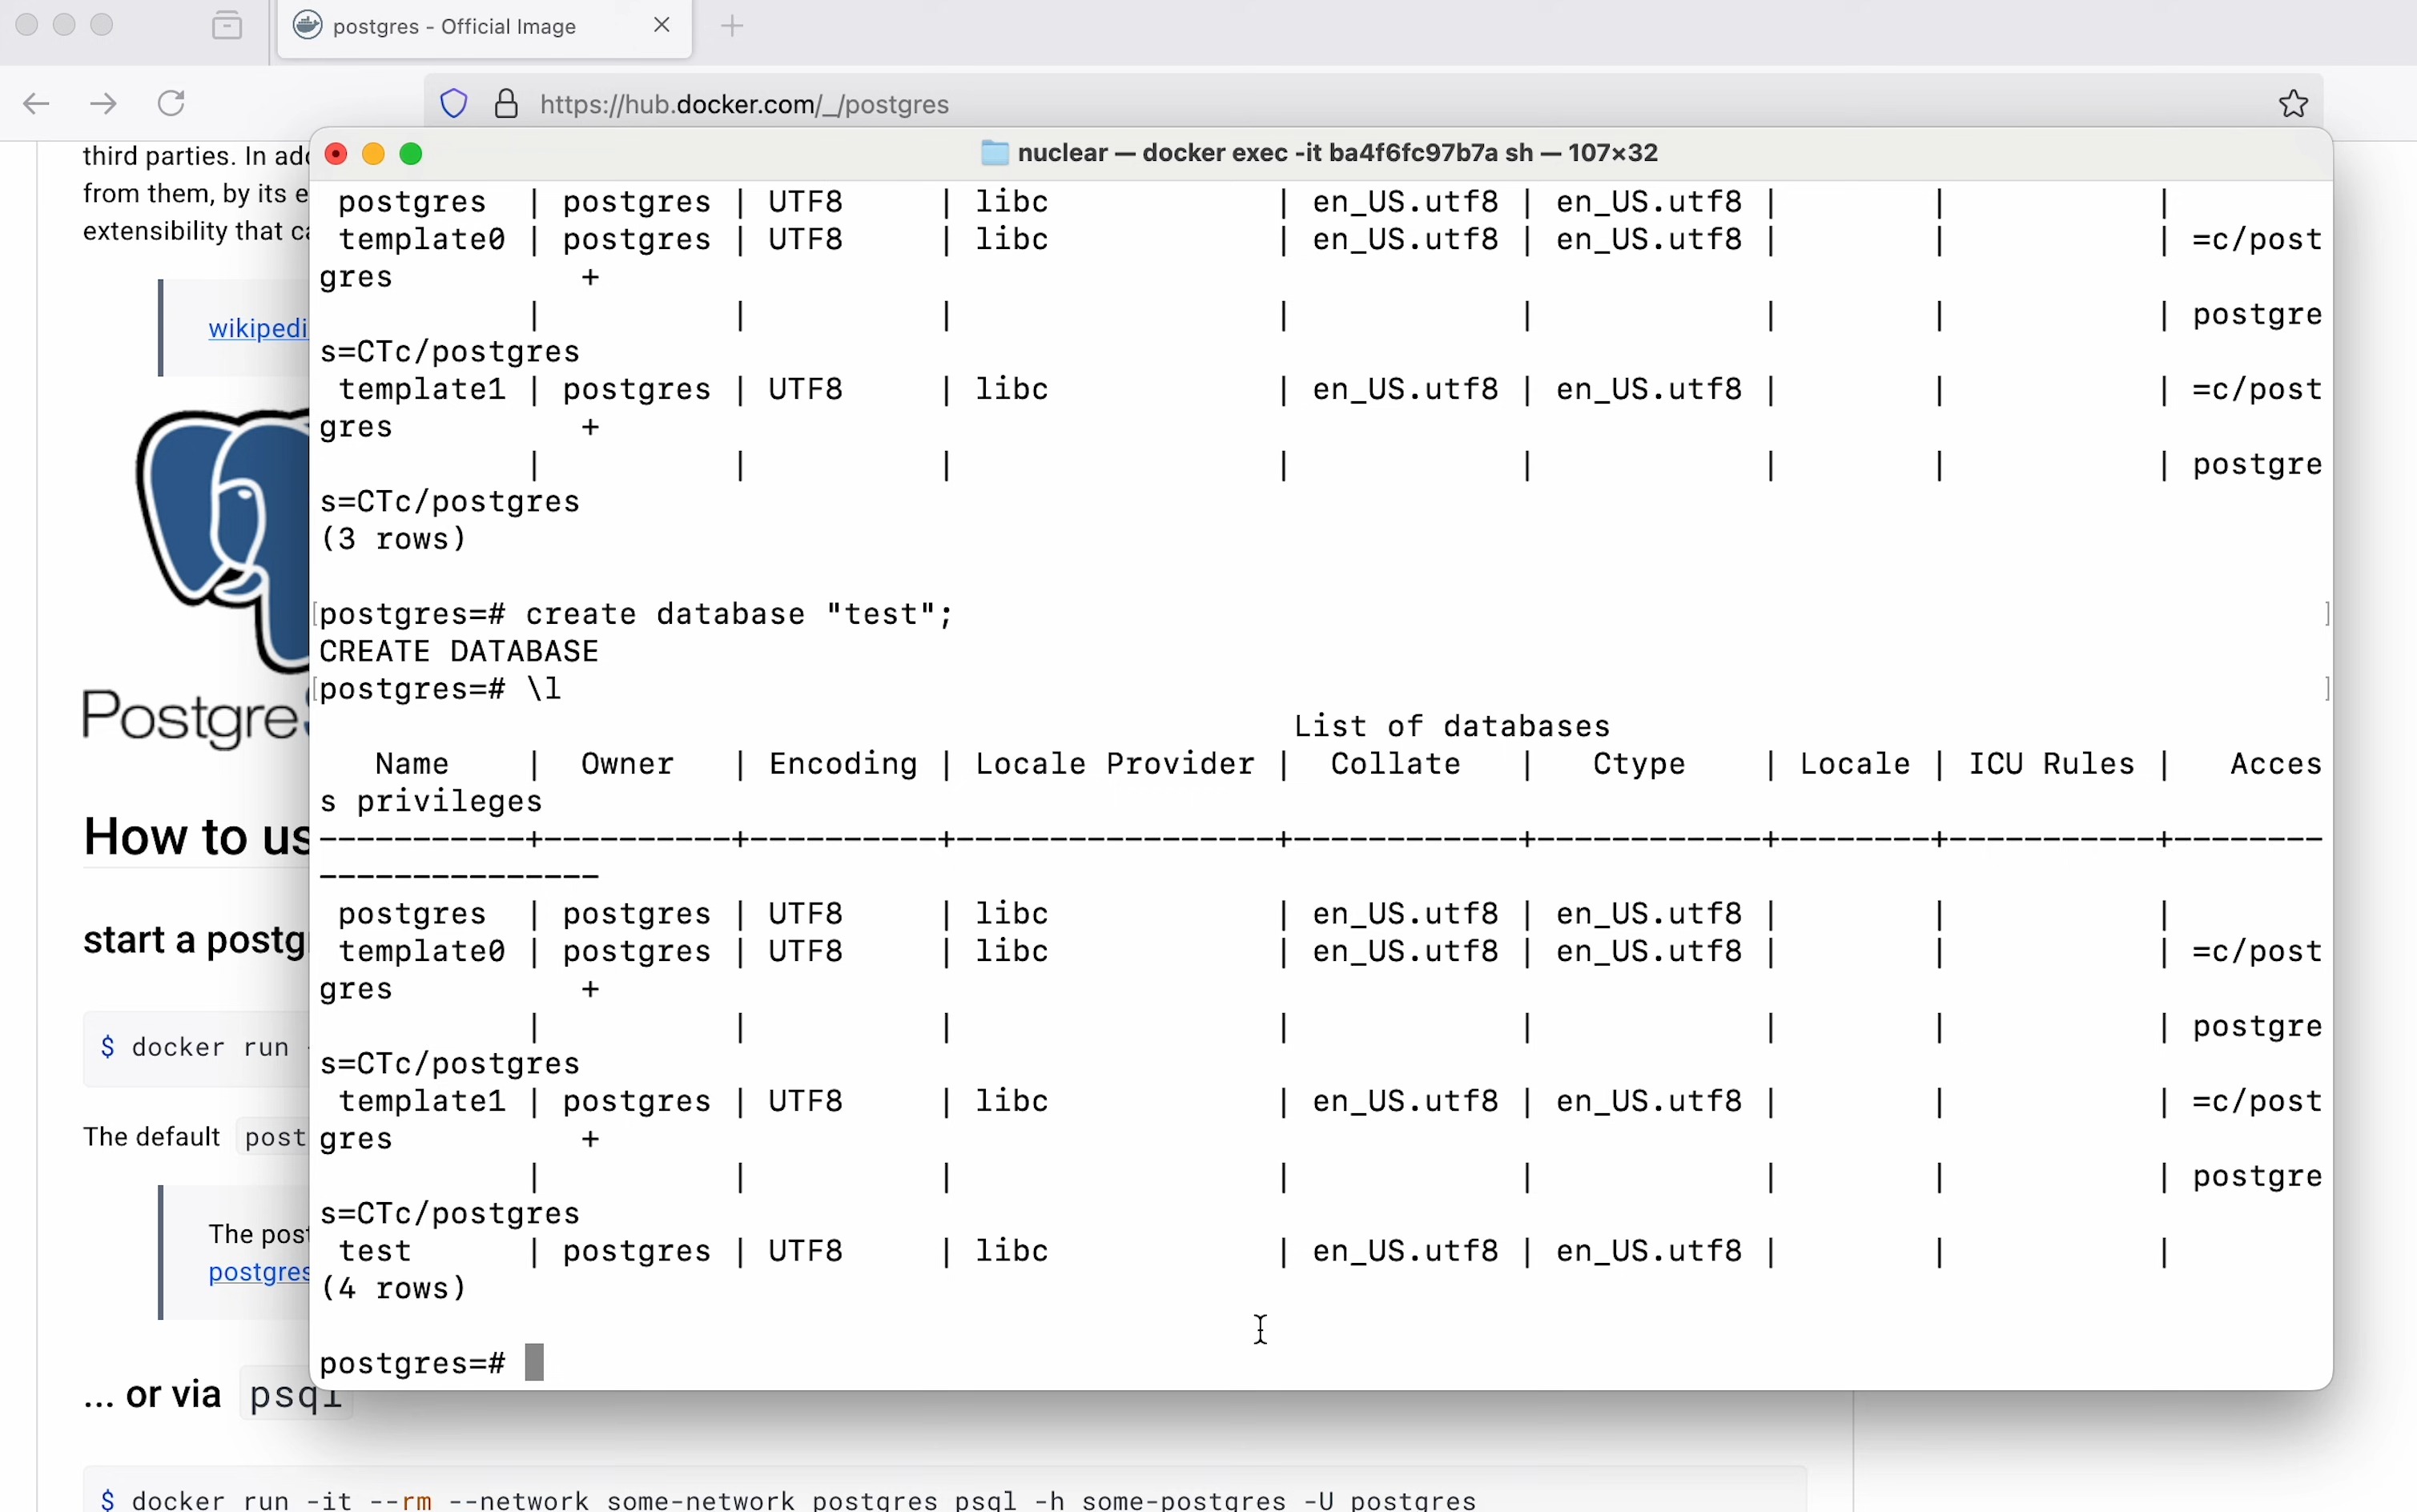 postgres - Official Image
https://hub.docker.com/_/postgres
nuclear — docker exec -it ba4f6fc97b7a sh — 107×32
third parties. In
from them, by its
extensibility that
wikipedi
Postgre
How to us
start a postg
$ docker run
The default post
The post
postgres
... or via psql
$ docker run -it --rm --network some-network postgres psql -h some-postgres -U postgres
postgres | postgres | UTF8 | libc | en_US.utf8 | en_US.utf8 | | |
template0 | postgres | UTF8 | libc | en_US.utf8 | en_US.utf8 | | | =c/post
gres +
| | | | | | | | postgre
s=CTc/postgres
template1 | postgres | UTF8 | libc | en_US.utf8 | en_US.utf8 | | | =c/post
gres +
| | | | | | | | postgre
s=CTc/postgres
(3 rows)
postgres=# create database "test";
CREATE DATABASE
postgres=# \l
List of databases
Name | Owner | Encoding | Locale Provider | Collate | Ctype | Locale | ICU Rules | Acces
s privileges
-----------+----------+----------+-----------------+------------+------------+--------+-----------+--------
---------------
postgres | postgres | UTF8 | libc | en_US.utf8 | en_US.utf8 | | |
template0 | postgres | UTF8 | libc | en_US.utf8 | en_US.utf8 | | | =c/post
gres +
| | | | | | | | postgre
s=CTc/postgres
template1 | postgres | UTF8 | libc | en_US.utf8 | en_US.utf8 | | | =c/post
gres +
| | | | | | | | postgre
s=CTc/postgres
test | postgres | UTF8 | libc | en_US.utf8 | en_US.utf8 | | |
(4 rows)
postgres=#